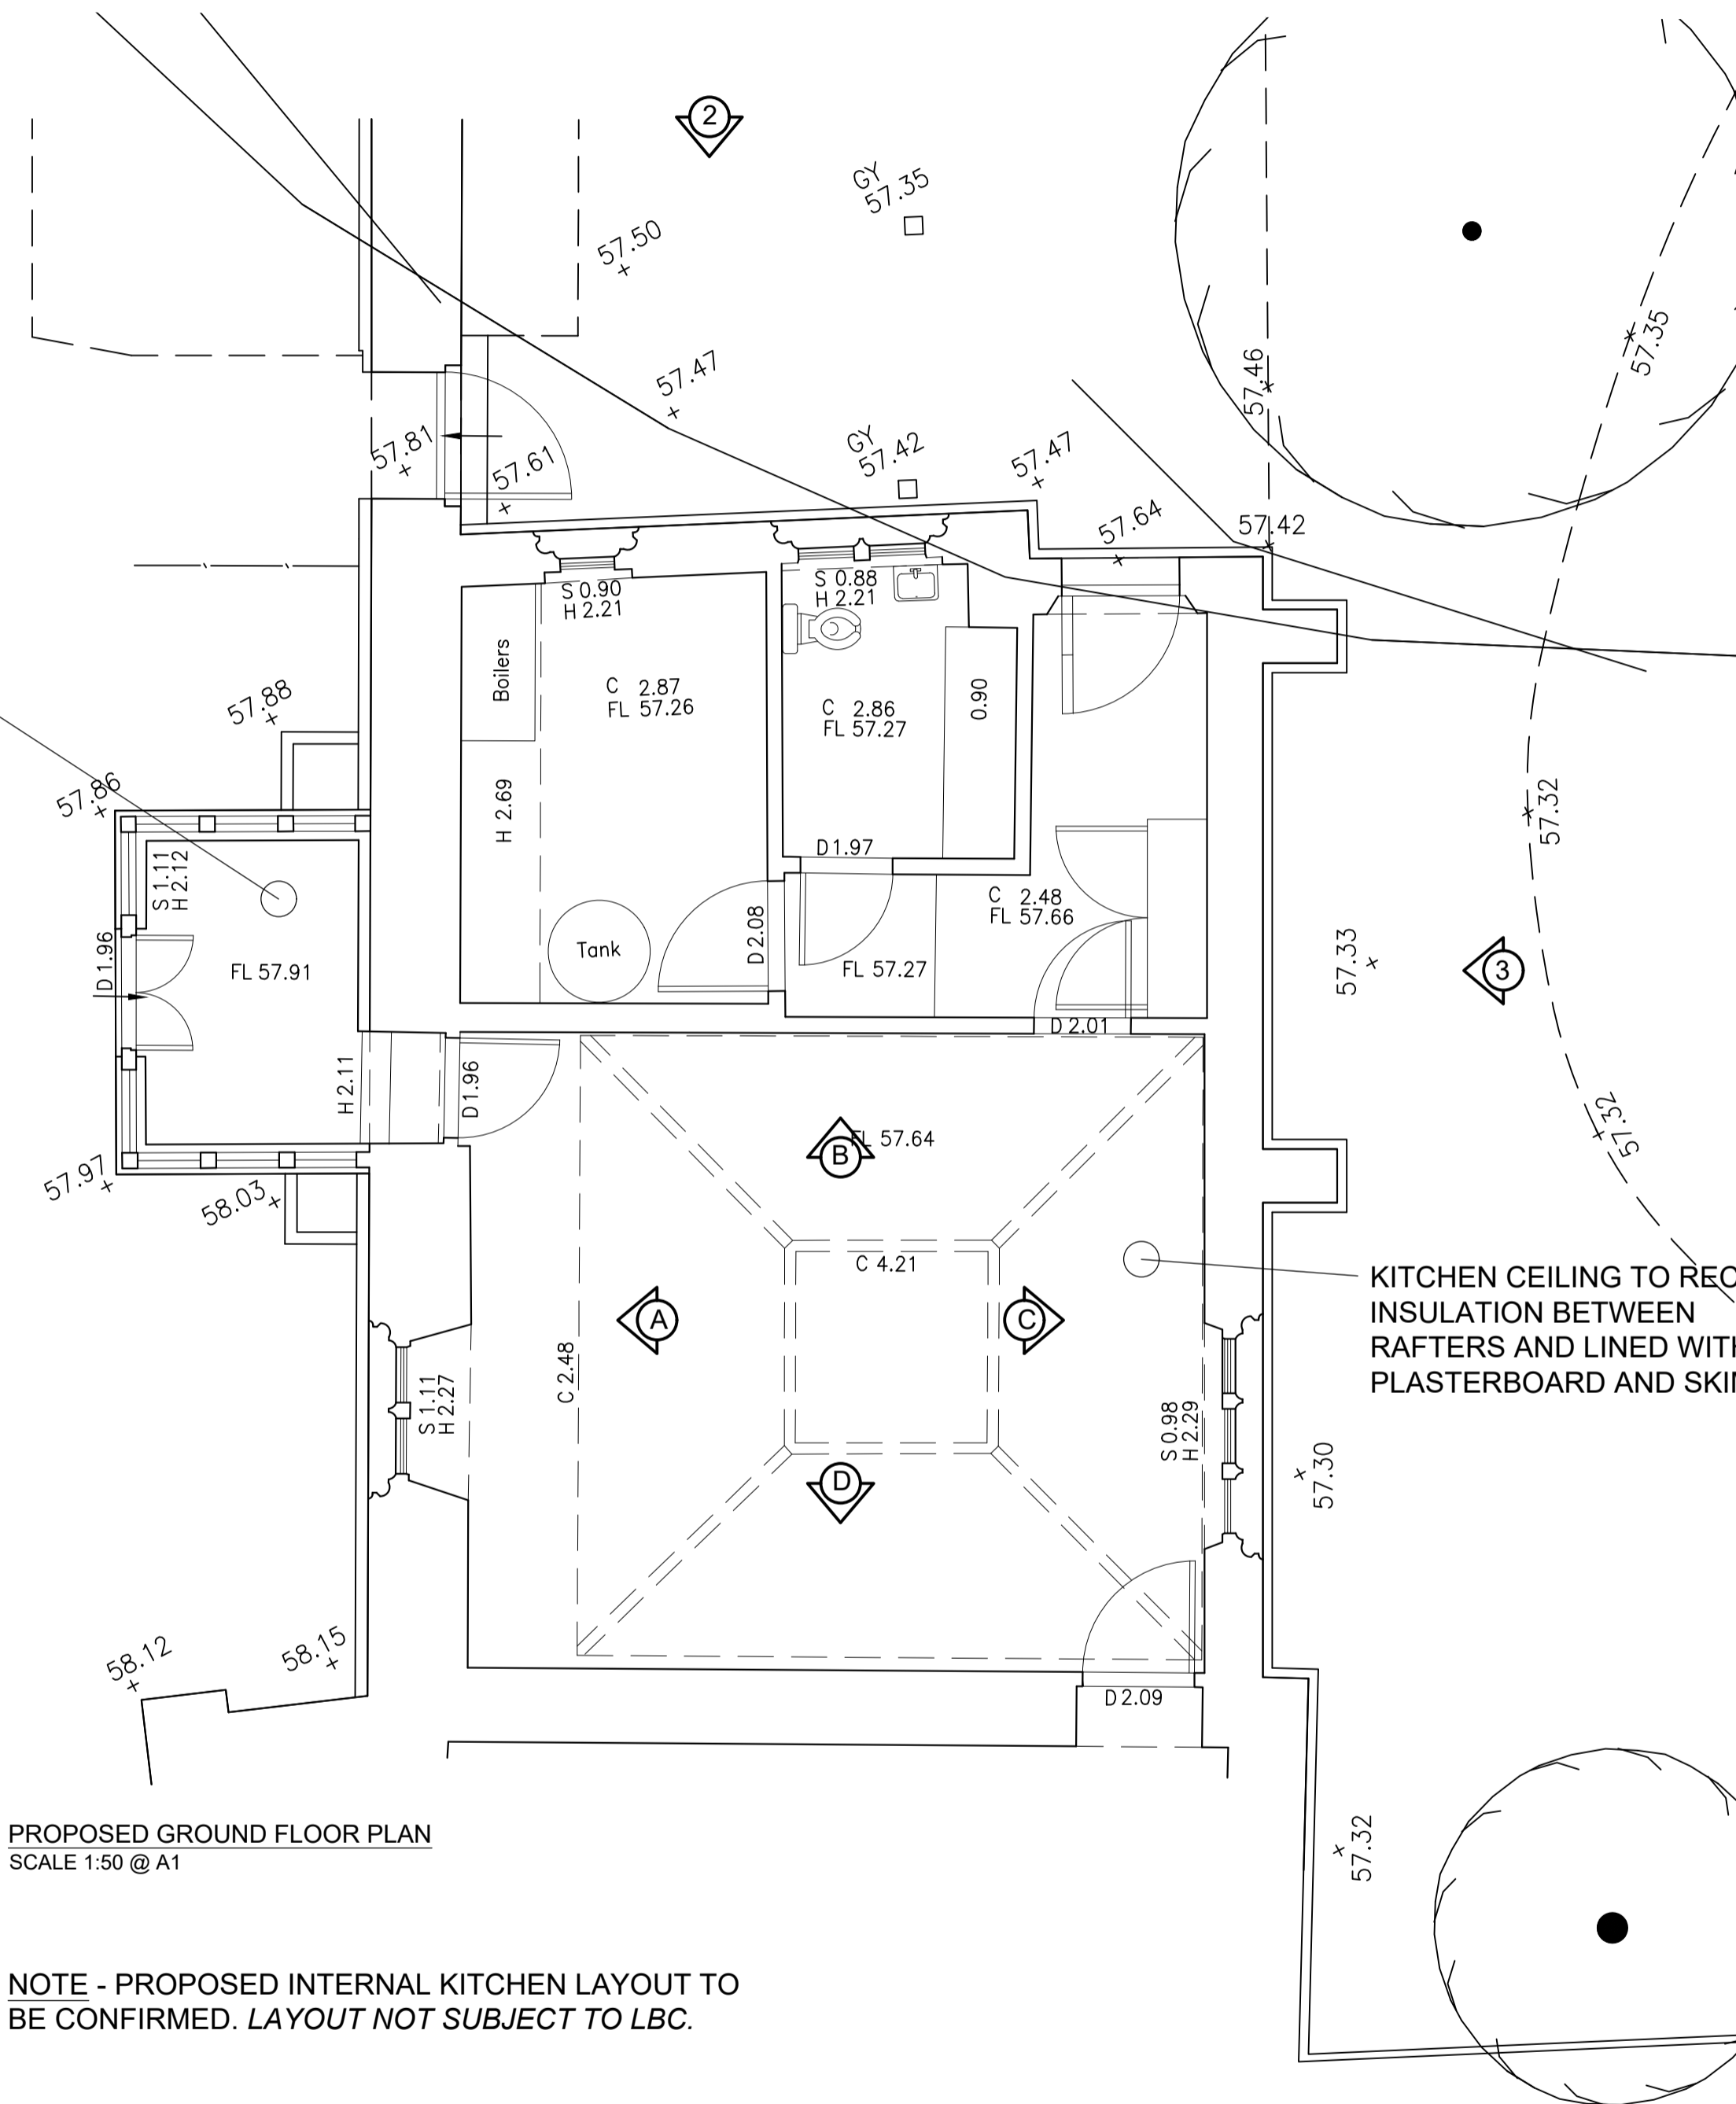 2
GY
57.35
57.50
57.47
57.46
57.35
GY
57.42
57.47
57.81
57.61
57.64
57.42
S 0.90
H 2.21
S 0.88
H 2.21
Boilers
C 2.87
FL 57.26
C 2.86
FL 57.27
0.90
57.88
57.86
H 2.69
57.32
D 1.97
S 1.11
H 2.12
C 2.48
FL 57.66
D 2.08
Tank
FL 57.27
D 1.96
FL 57.91
57.33
3
D 2.01
H 2.11
D 1.96
57.32
B
FL 57.64
57.97
58.03
C 4.21
KITCHEN CEILING TO
INSULATION BETWEEN
RAFTERS AND LINED
PLASTERBOARD AND
A
C
C 2.48
S 1.11
H 2.27
S 0.98
H 2.29
57.30
D
58.12
58.15
D 2.09
57.32
PROPOSED GROUND FLOOR PLAN
SCALE 1:50 @ A1
NOTE - PROPOSED INTERNAL KITCHEN LAYOUT TO
BE CONFIRMED. LAYOUT NOT SUBJECT TO LBC.